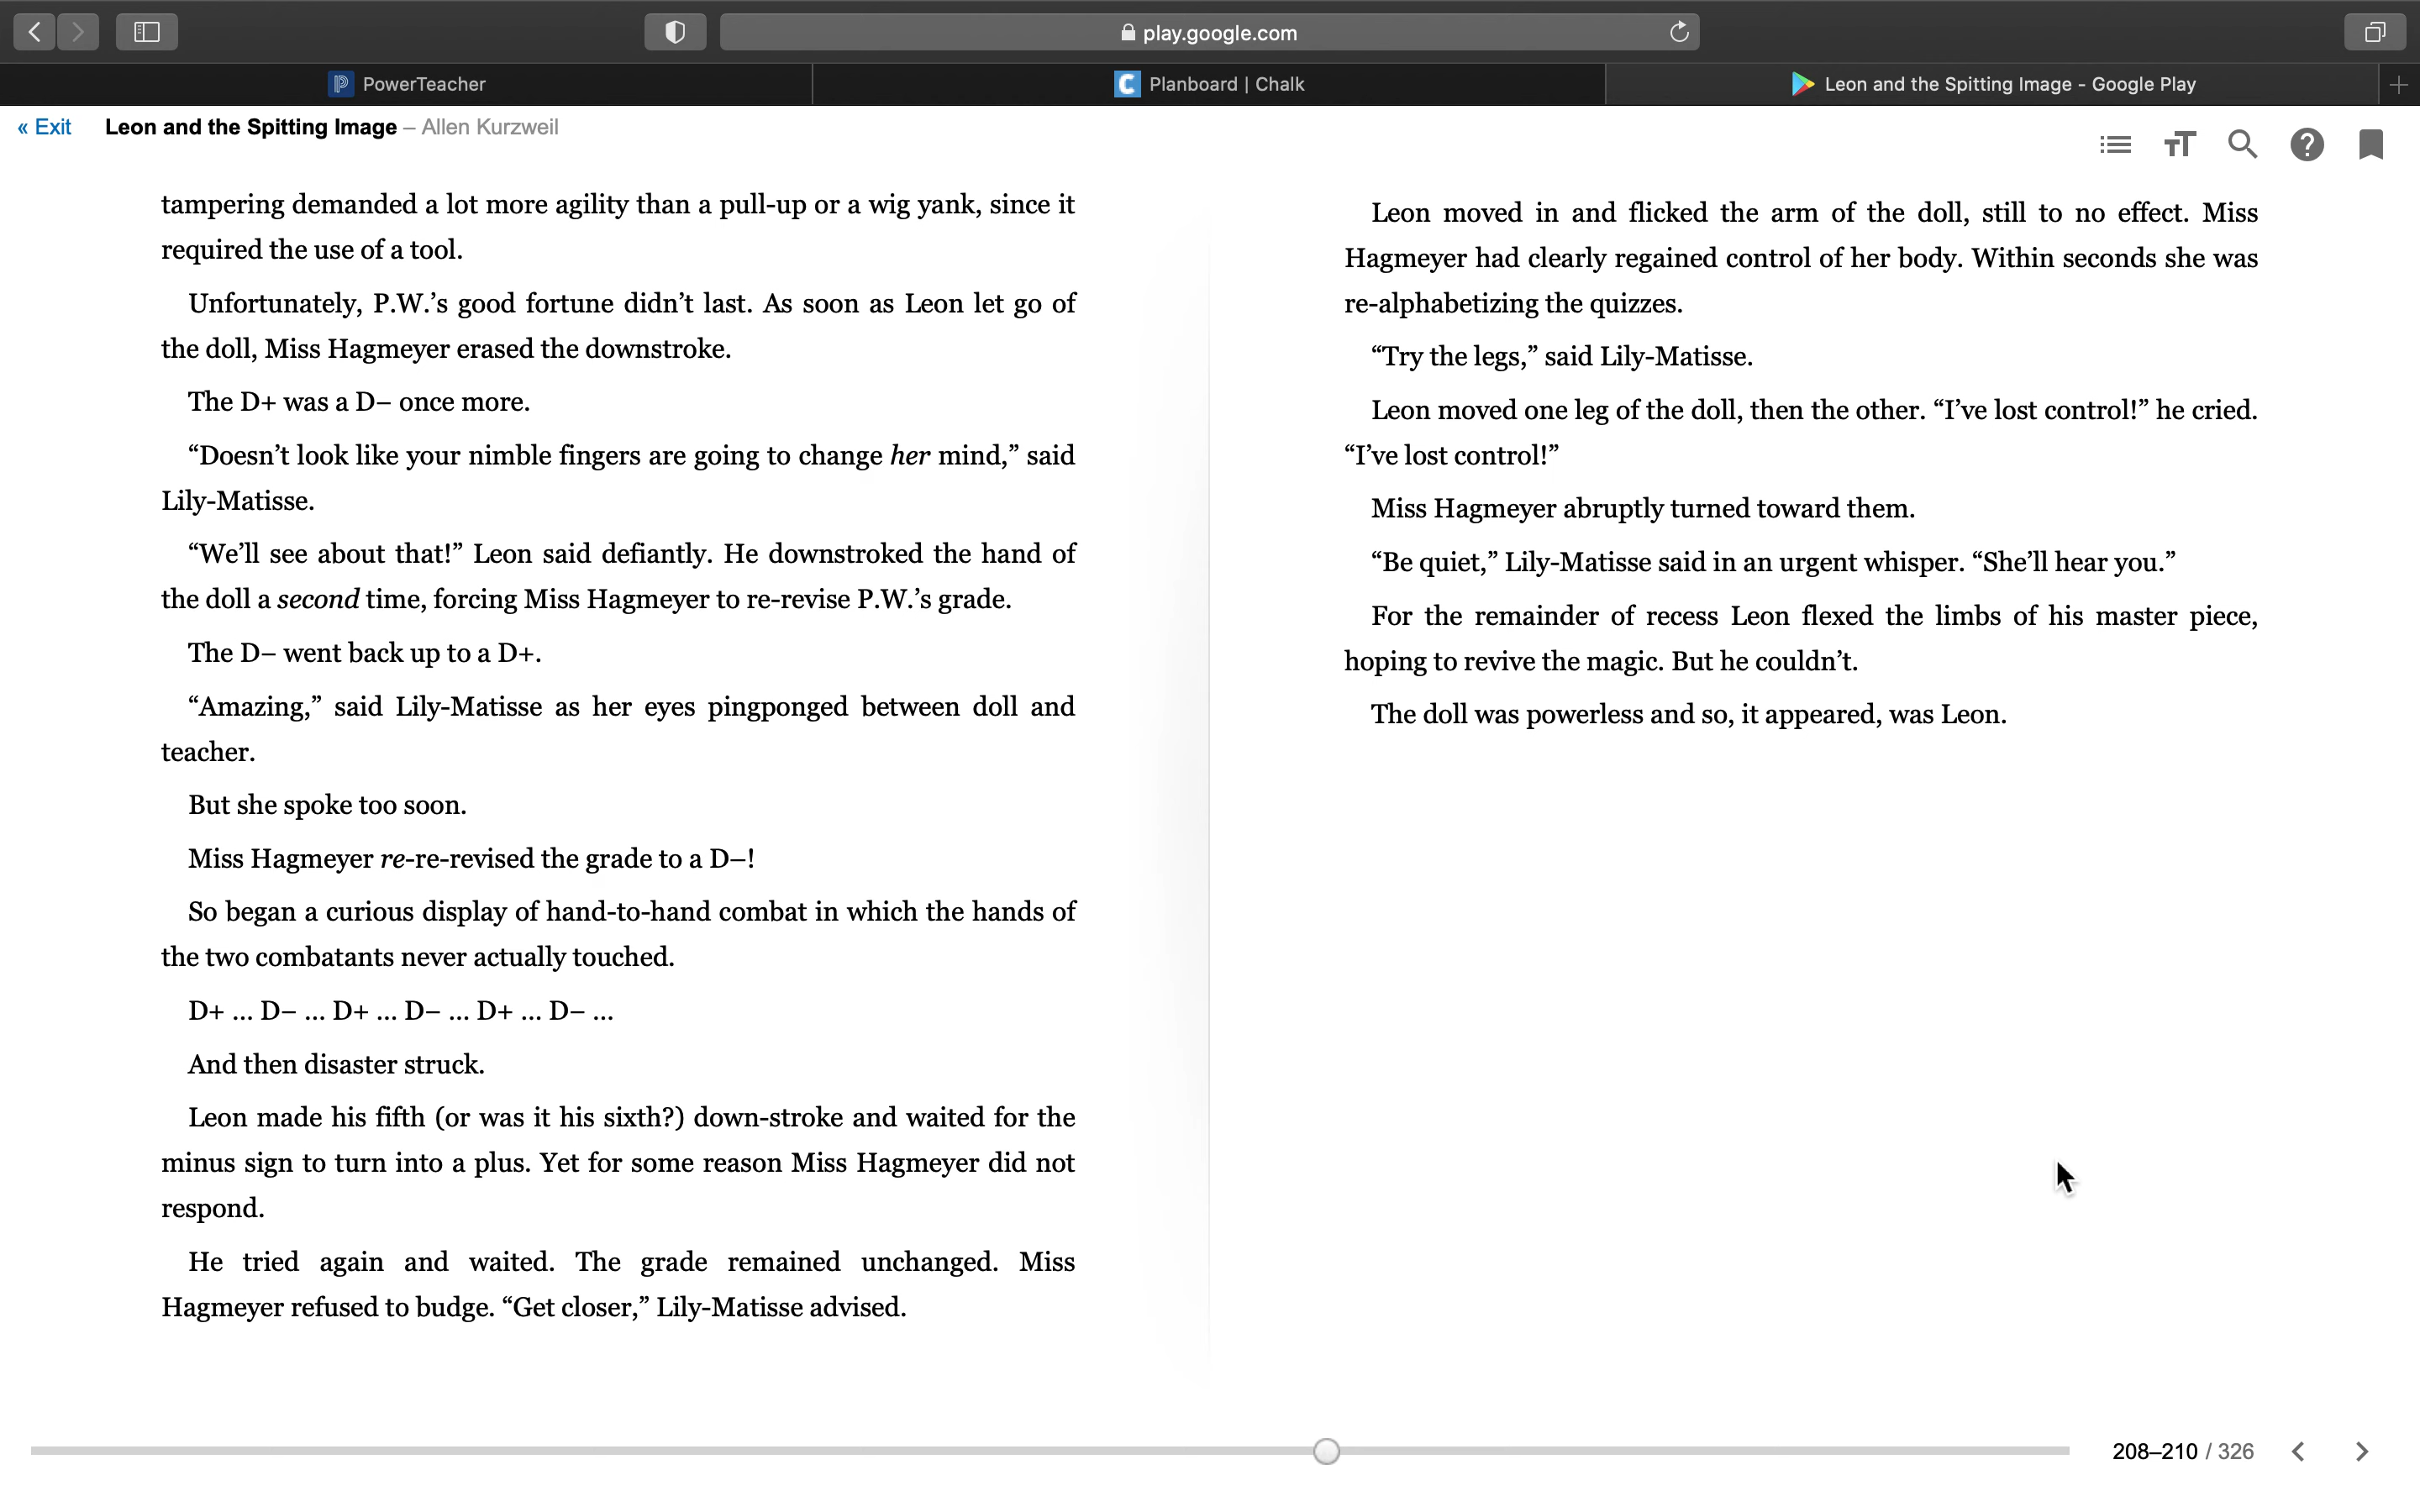 play.google.com
PowerTeacher
Planboard | Chalk
Leon and the Spitting Image - Google Play
« Exit Leon and the Spitting Image – Allen Kurzweil
tampering demanded a lot more agility than a pull-up or a wig yank, since it
required the use of a tool.
Unfortunately, P.W.’s good fortune didn’t last. As soon as Leon let go of
the doll, Miss Hagmeyer erased the downstroke.
The D+ was a D– once more.
“Doesn’t look like your nimble fingers are going to change her mind,” said
Lily-Matisse.
“We’ll see about that!” Leon said defiantly. He downstroked the hand of
the doll a second time, forcing Miss Hagmeyer to re-revise P.W.’s grade.
The D– went back up to a D+.
“Amazing,” said Lily-Matisse as her eyes pingponged between doll and
teacher.
But she spoke too soon.
Miss Hagmeyer re-re-revised the grade to a D–!
So began a curious display of hand-to-hand combat in which the hands of
the two combatants never actually touched.
D+ ... D– ... D+ ... D– ... D+ ... D– ...
And then disaster struck.
Leon made his fifth (or was it his sixth?) down-stroke and waited for the
minus sign to turn into a plus. Yet for some reason Miss Hagmeyer did not
respond.
He tried again and waited. The grade remained unchanged. Miss
Hagmeyer refused to budge. “Get closer,” Lily-Matisse advised.
Leon moved in and flicked the arm of the doll, still to no effect. Miss
Hagmeyer had clearly regained control of her body. Within seconds she was
re-alphabetizing the quizzes.
“Try the legs,” said Lily-Matisse.
Leon moved one leg of the doll, then the other. “I’ve lost control!” he cried.
“I’ve lost control!”
Miss Hagmeyer abruptly turned toward them.
“Be quiet,” Lily-Matisse said in an urgent whisper. “She’ll hear you.”
For the remainder of recess Leon flexed the limbs of his master piece,
hoping to revive the magic. But he couldn’t.
The doll was powerless and so, it appeared, was Leon.
208–210 / 326